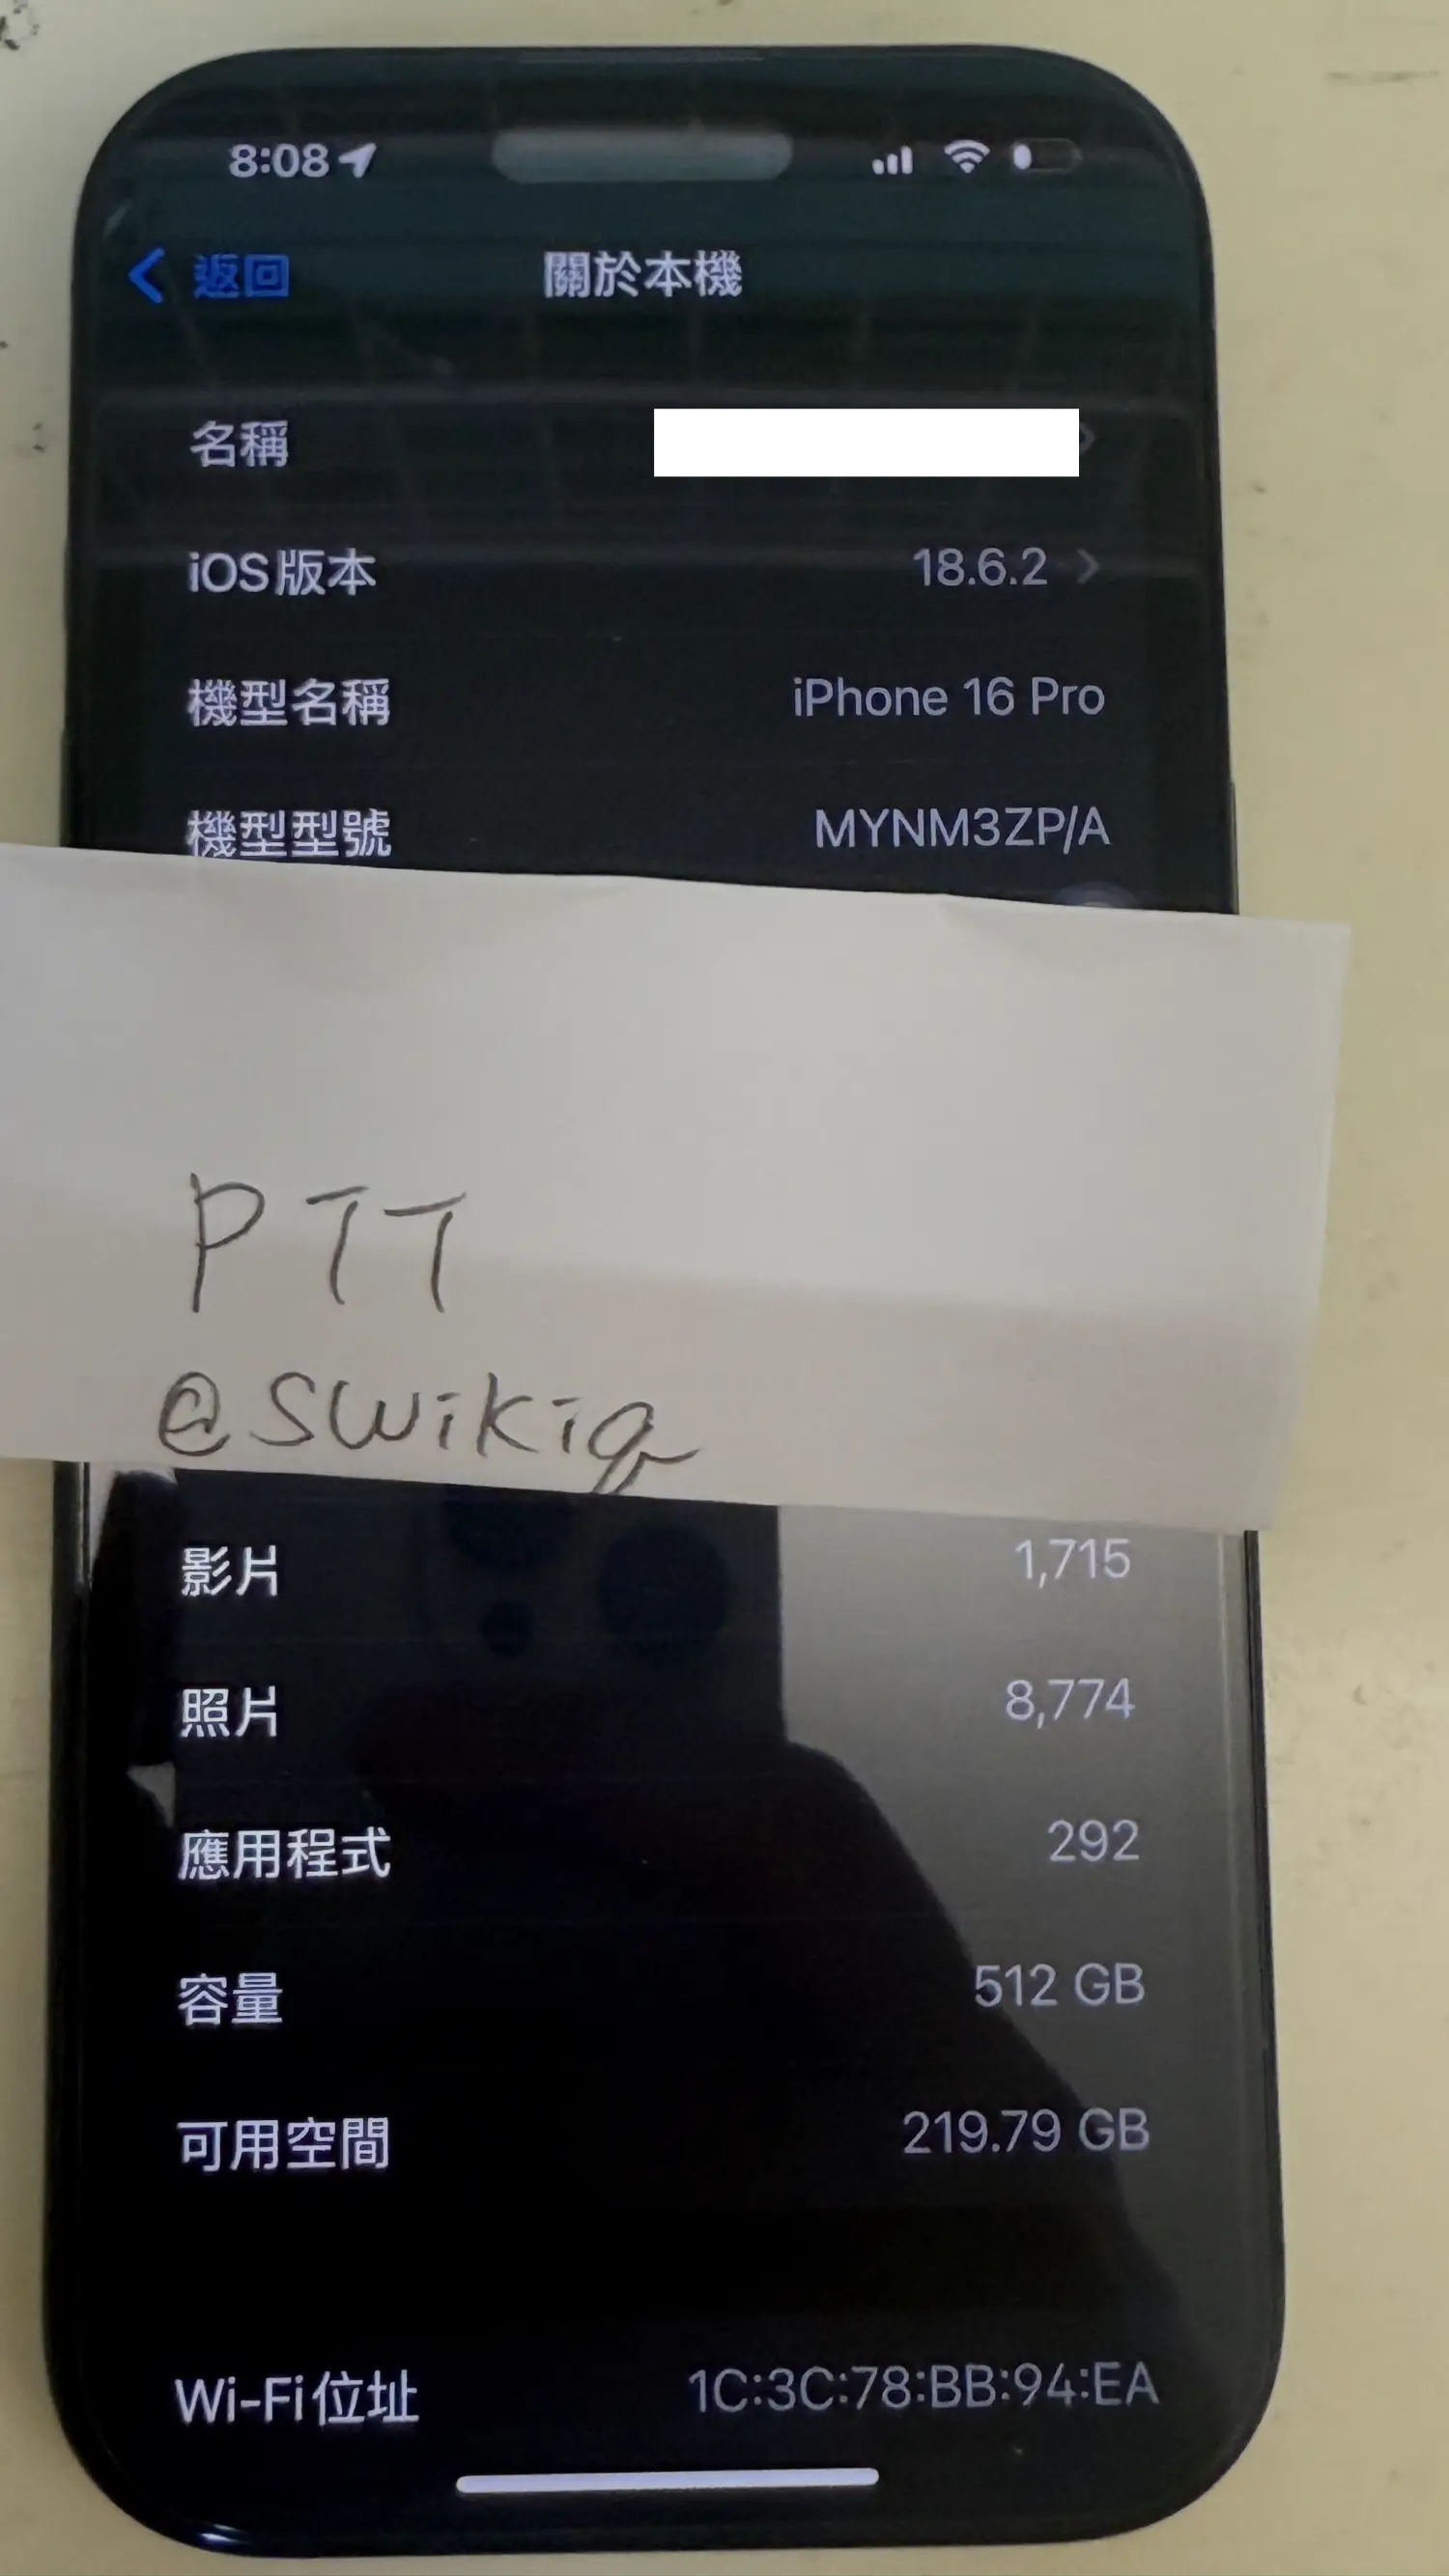 8:08
返回
關於本機
名稱
iOS版本 18.6.2
機型名稱 iPhone 16 Pro
機型型號 MYNM3ZP/A
PTT
@swikiq
影片 1,715
照片 8,774
應用程式 292
容量 512 GB
可用空間 219.79 GB
Wi-Fi位址 1C:3C:78:BB:94:EA